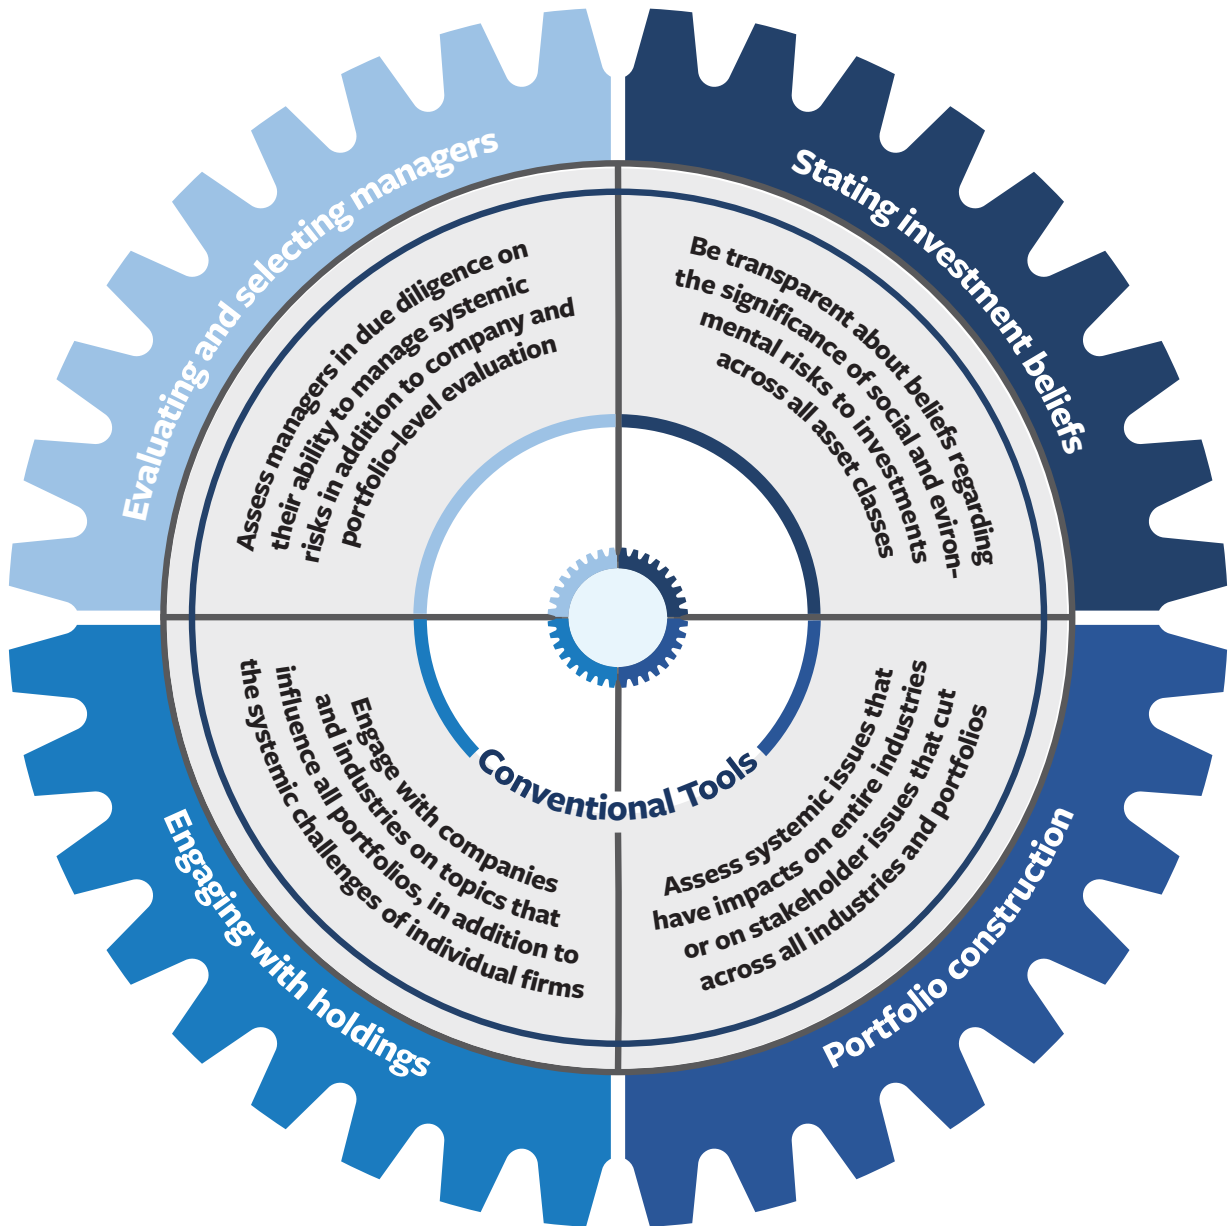 Evaluating and selecting managers
Assess managers in due diligence on
their ability to manage systemic
risks in addition to company and
portfolio-level evaluation
Stating investment beliefs
Be transparent about beliefs regarding
the significance of social and eviron-
mental risks to investments
across all asset classes
Engaging with holdings
Engage with companies
and industries on topics that
influence all portfolios, in addition to
the systemic challenges of individual firms
Portfolio construction
Assess systemic issues that
have impacts on entire industries
or on stakeholder issues that cut
across all industries and portfolios
Conventional Tools